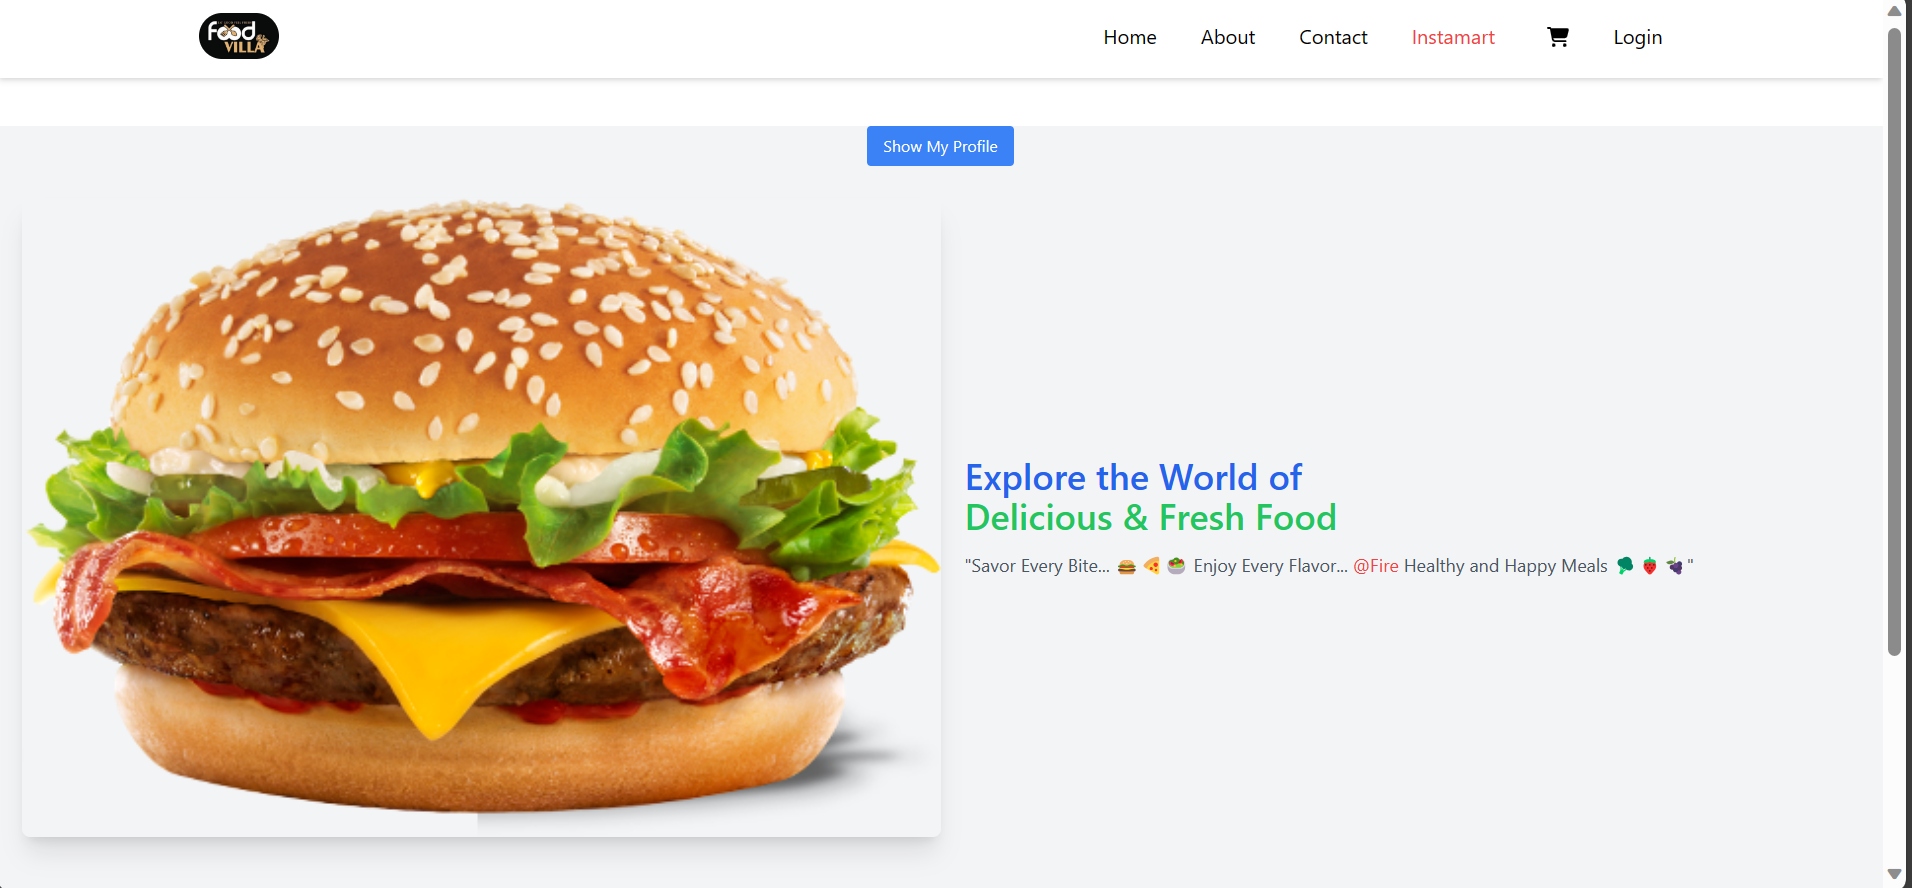 Food
VILLA
Home About Contact Instamart Login
Show My Profile
Explore the World of
Delicious & Fresh Food
"Savor Every Bite... 🍔 🍕 🥗 Enjoy Every Flavor... @Fire Healthy and Happy Meals 🥦 🍓 🍇"